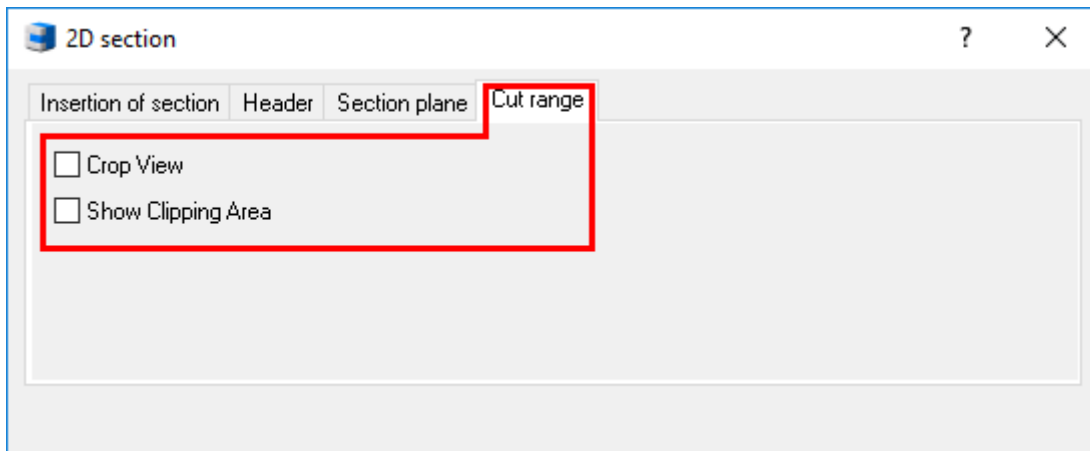 2D section ? ×
Insertion of section Header Section plane Cut range
Crop View
Show Clipping Area